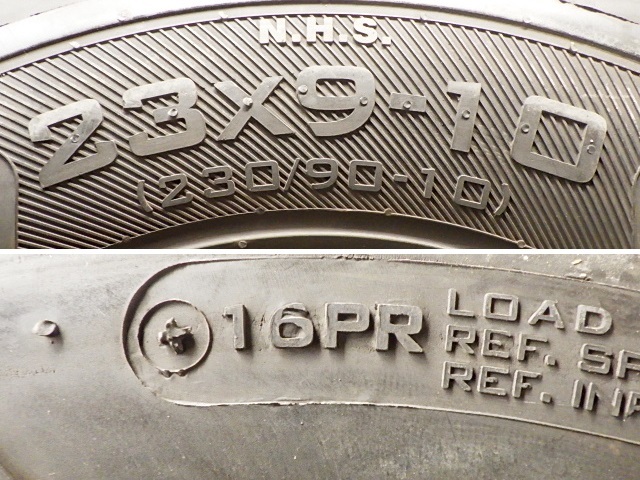 N.H.S.
23X9-10
(230/90-10)
16PR
LOAD
REF.
REF.